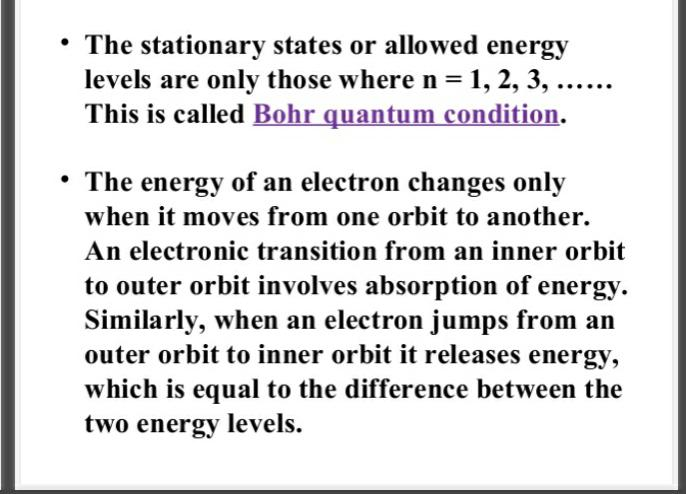 • The stationary states or allowed energy
levels are only those where n = 1, 2, 3, ……
This is called Bohr quantum condition.
• The energy of an electron changes only
when it moves from one orbit to another.
An electronic transition from an inner orbit
to outer orbit involves absorption of energy.
Similarly, when an electron jumps from an
outer orbit to inner orbit it releases energy,
which is equal to the difference between the
two energy levels.